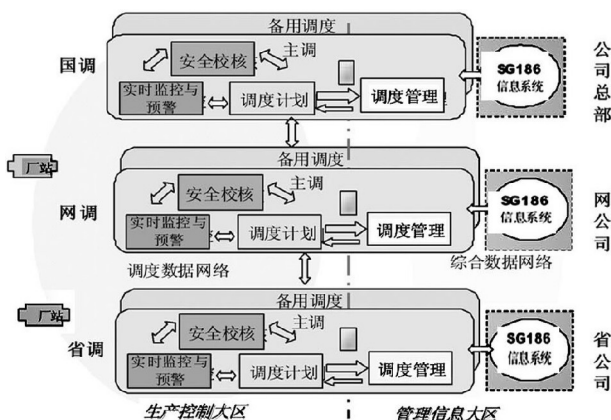 备用调度
国调
安全校核
主调
实时监控与
预警
调度计划
调度管理
SG186
信息系统
公司总部
厂站
备用调度
网调
安全校核
主调
实时监控与
预警
调度计划
调度管理
SG186
信息系统
网公司
调度数据网络
综合数据网络
厂站
备用调度
省调
安全校核
主调
实时监控与
预警
调度计划
调度管理
SG186
信息系统
省公司
生产控制大区
管理信息大区